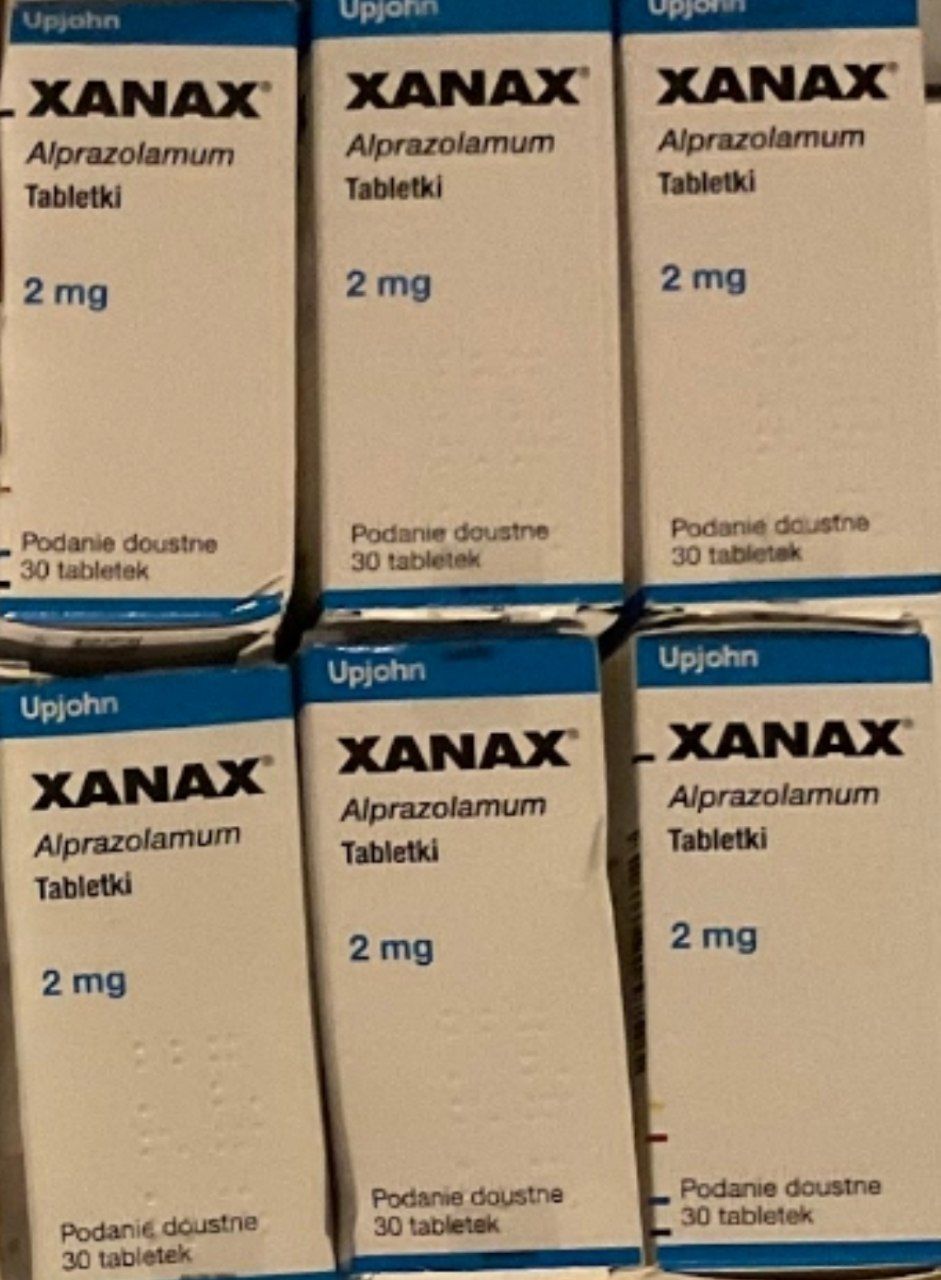 Upjohn
XANAX®
Alprazolamum
Tabletki
2 mg
Podanie doustne
30 tabletek
Upjohn
XANAX®
Alprazolamum
Tabletki
2 mg
Podanie doustne
30 tabletek
Upjohn
XANAX®
Alprazolamum
Tabletki
2 mg
Podanie doustne
30 tabletek
Upjohn
XANAX®
Alprazolamum
Tabletki
2 mg
Podanie doustne
30 tabletek
Upjohn
XANAX®
Alprazolamum
Tabletki
2 mg
Podanie doustne
30 tabletek
Upjohn
XANAX®
Alprazolamum
Tabletki
2 mg
Podanie doustne
30 tabletek